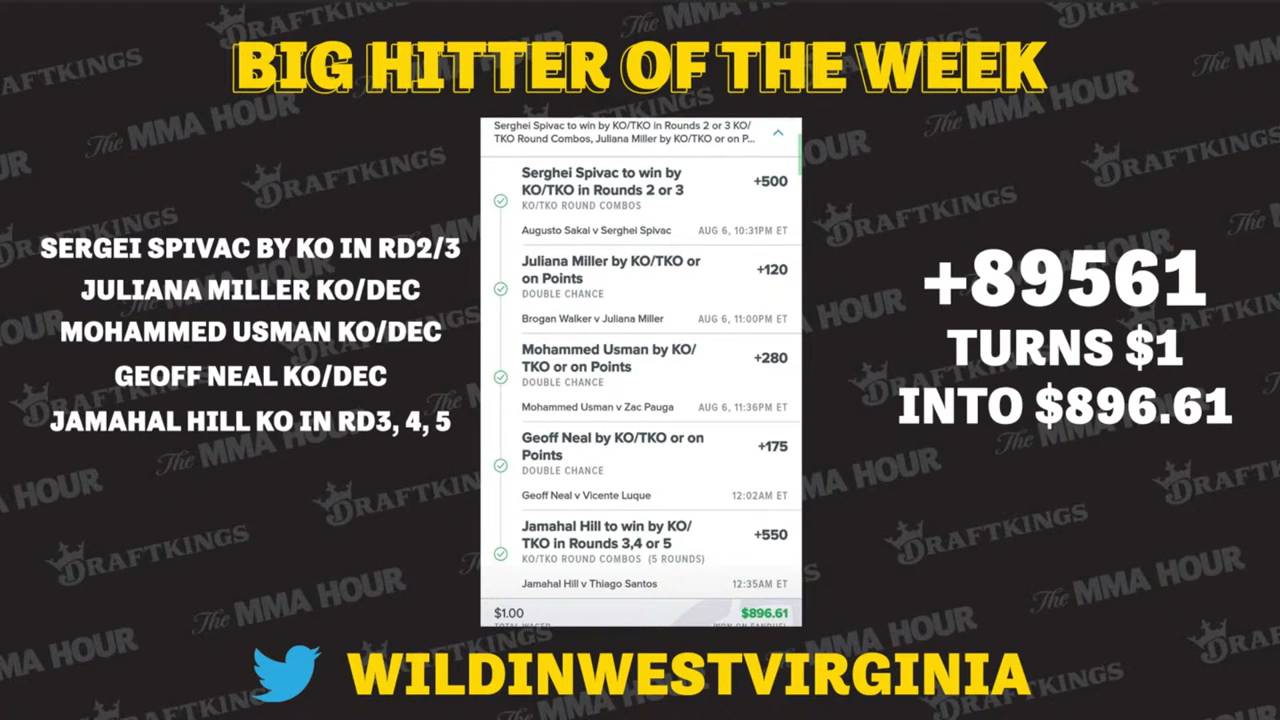 BIG HITTER OF THE WEEK
SERGEI SPIVAC BY KO IN RD2/3
JULIANA MILLER KO/DEC
MOHAMMED USMAN KO/DEC
GEOFF NEAL KO/DEC
JAMAHAL HILL KO IN RD3, 4, 5
Serghei Spivac to win by KO/TKO in Rounds 2 or 3 KO/
TKO Round Combos, Juliana Miller by KO/TKO or on P...
Serghei Spivac to win by
KO/TKO in Rounds 2 or 3
+500
KO/TKO ROUND COMBOS
Augusto Sakai v Serghei Spivac AUG 6, 10:31PM ET
Juliana Miller by KO/TKO or
on Points
+120
DOUBLE CHANCE
Brogan Walker v Juliana Miller AUG 6, 11:00PM ET
Mohammed Usman by KO/
TKO or on Points
+280
DOUBLE CHANCE
Mohammed Usman v Zac Pauga AUG 6, 11:36PM ET
Geoff Neal by KO/TKO or on
Points
+175
DOUBLE CHANCE
Geoff Neal v Vicente Luque 12:02AM ET
Jamahal Hill to win by KO/
TKO in Rounds 3,4 or 5
+550
KO/TKO ROUND COMBOS (5 ROUNDS)
Jamahal Hill v Thiago Santos 12:35AM ET
$1.00 $896.61
TOTAL WAGER WON ON FANDUEL
+89561
TURNS $1
INTO $896.61
WILDINWESTVIRGINIA
The MMA HOUR
DRAFTKINGS